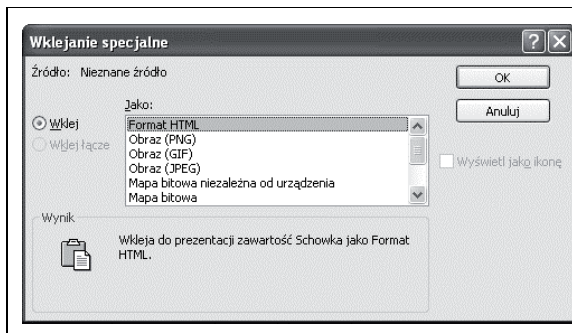 Wklejanie specjalne
Źródło: Nieznane źródło
OK
Anuluj
Jako:
Wklej
Wklej łącze
Format HTML
Obraz (PNG)
Obraz (GIF)
Obraz (JPEG)
Mapa bitowa niezależna od urządzenia
Mapa bitowa
Wyświetl jako ikonę
Wynik
Wkleja do prezentacji zawartość Schowka jako Format
HTML.